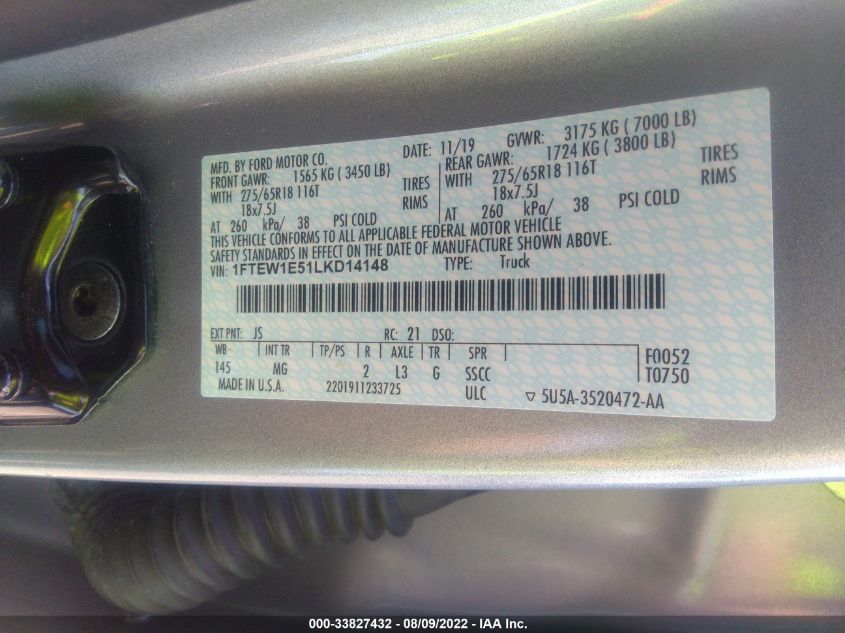 MFD. BY FORD MOTOR CO. DATE: 11/19 GVWR: 3175 KG ( 7000 LB)
FRONT GAWR: 1565 KG ( 3450 LB) REAR GAWR: 1724 KG ( 3800 LB)
WITH 275/65R18 116T TIRES WITH 275/65R18 116T TIRES
18x7.5J RIMS 18x7.5J RIMS
AT 260 kPa/ 38 PSI COLD AT 260 kPa/ 38 PSI COLD
THIS VEHICLE CONFORMS TO ALL APPLICABLE FEDERAL MOTOR VEHICLE
SAFETY STANDARDS IN EFFECT ON THE DATE OF MANUFACTURE SHOWN ABOVE.
VIN: 1FTEW1E51LKD14148 TYPE: Truck
EXT PNT: JS RC: 21 DSO:
WB INT TR TP/PS R AXLE TR SPR F0052
145 MG 2 L3 G SSCC T0750
MADE IN U.S.A. 2201911233725 ULC ▽ 5U5A-3520472-AA
000-33827432 - 08/09/2022 - IAA Inc.